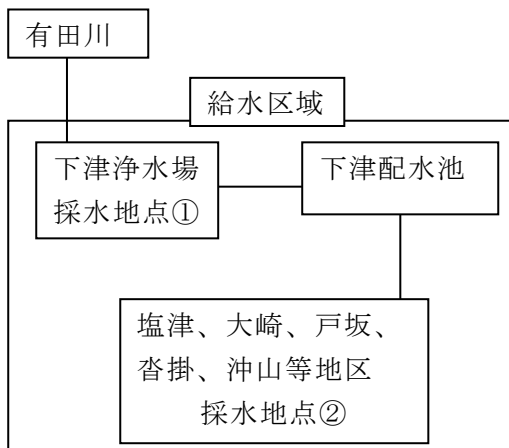 有田川
給水区域
下津浄水場
採水地点①
下津配水池
塩津、大崎、戸坂、
沓掛、沖山等地区
採水地点②